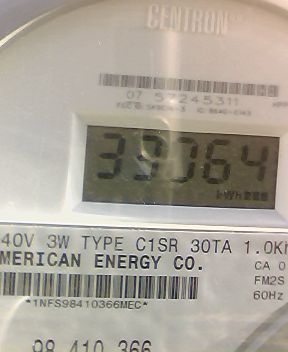 CENTRON
07 57245311
39364
kWh
40V 3W TYPE C1SR 30TA 1.0Kh
MERICAN ENERGY CO.
CA 0
FM2S
*1NFS98410366MEC*
60Hz
98 410 366